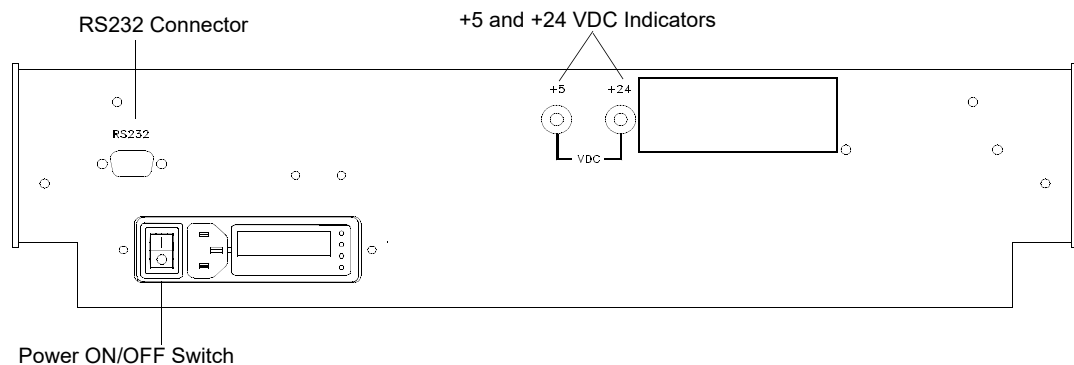 RS232 Connector
+5 and +24 VDC Indicators
+5
+24
RS232
VDC
Power ON/OFF Switch